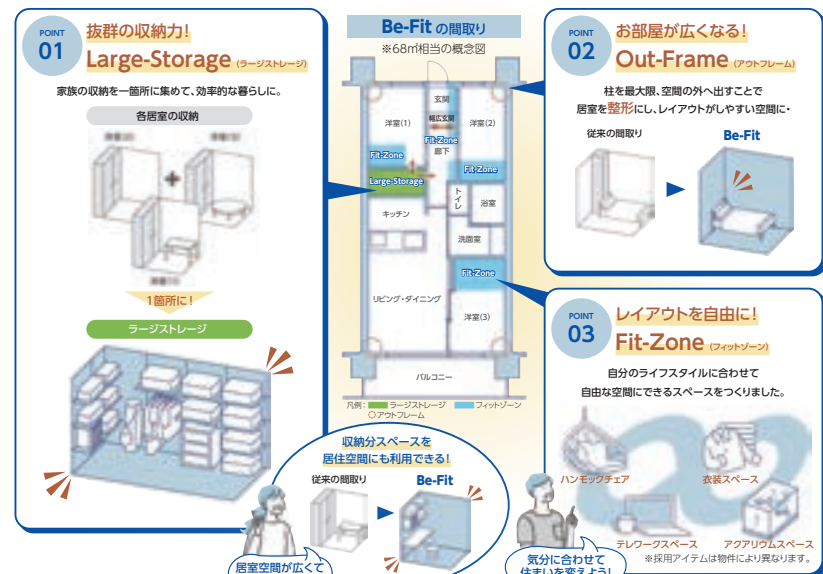 POINT
01
抜群の収納力!
Large-Storage (ラージストレージ)
家族の収納を一箇所に集めて、効率的な暮らしに。
各居室の収納
+
1箇所に!
ラージストレージ
Be-Fit の間取り
※68㎡相当の概念図
玄関
幅広玄関
洋室(1)
洋室(2)
Fit-Zone
廊下
Fit-Zone
Fit-Zone
Large-Storage
トイレ
浴室
キッチン
洗面室
Fit-Zone
リビング・ダイニング
洋室(3)
バルコニー
凡例: ラージストレージ フィットゾーン
アウトフレーム
収納分スペースを
居住空間にも利用できる!
従来の間取り
Be-Fit
居室空間が広くて
POINT
02
お部屋が広くなる!
Out-Frame (アウトフレーム)
柱を最大限、空間の外へ出すことで
居室を整形にし、レイアウトがしやすい空間に・
従来の間取り
Be-Fit
POINT
03
レイアウトを自由に!
Fit-Zone (フィットゾーン)
自分のライフスタイルに合わせて
自由な空間にできるスペースをつくりました。
ハンモックチェア
衣装スペース
テレワークスペース
アクアリウムスペース
※採用アイテムは物件により異なります。
気分に合わせて
住まいを変えよう!